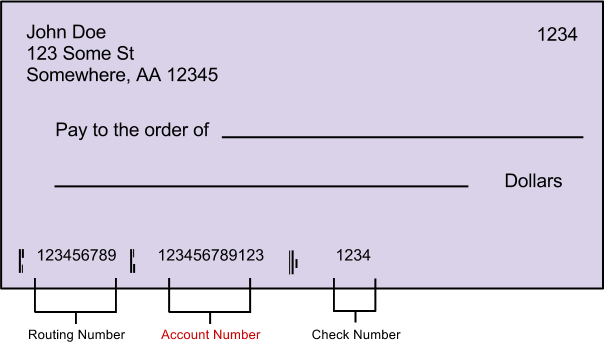 John Doe
1234
123 Some St
Somewhere, AA 12345
Pay to the order of
Dollars
123456789 123456789123 1234
Routing Number Account Number Check Number